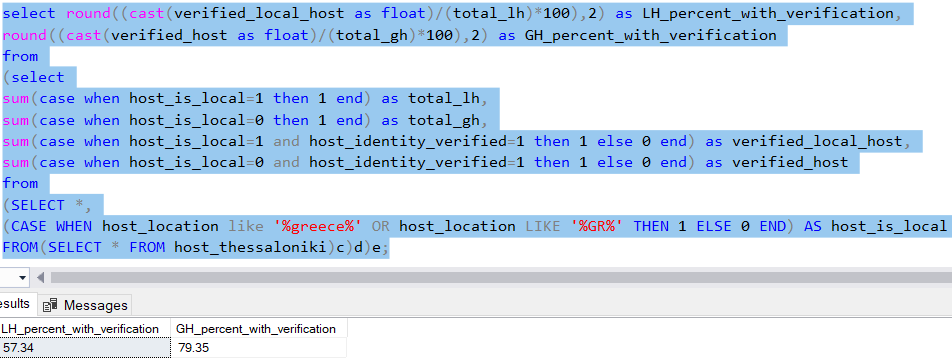 select round((cast(verified_local_host as float)/(total_lh)*100),2) as LH_percent_with_verification,
round((cast(verified_host as float)/(total_gh)*100),2) as GH_percent_with_verification
from
(select
sum(case when host_is_local=1 then 1 end) as total_lh,
sum(case when host_is_local=0 then 1 end) as total_gh,
sum(case when host_is_local=1 and host_identity_verified=1 then 1 else 0 end) as verified_local_host,
sum(case when host_is_local=0 and host_identity_verified=1 then 1 else 0 end) as verified_host
from
(SELECT *,
(CASE WHEN host_location like '%greece%' OR host_location LIKE '%GR%' THEN 1 ELSE 0 END) AS host_is_local
FROM(SELECT * FROM host_thessaloniki)c)d)e;
esults Messages
LH_percent_with_verification GH_percent_with_verification
57.34 79.35